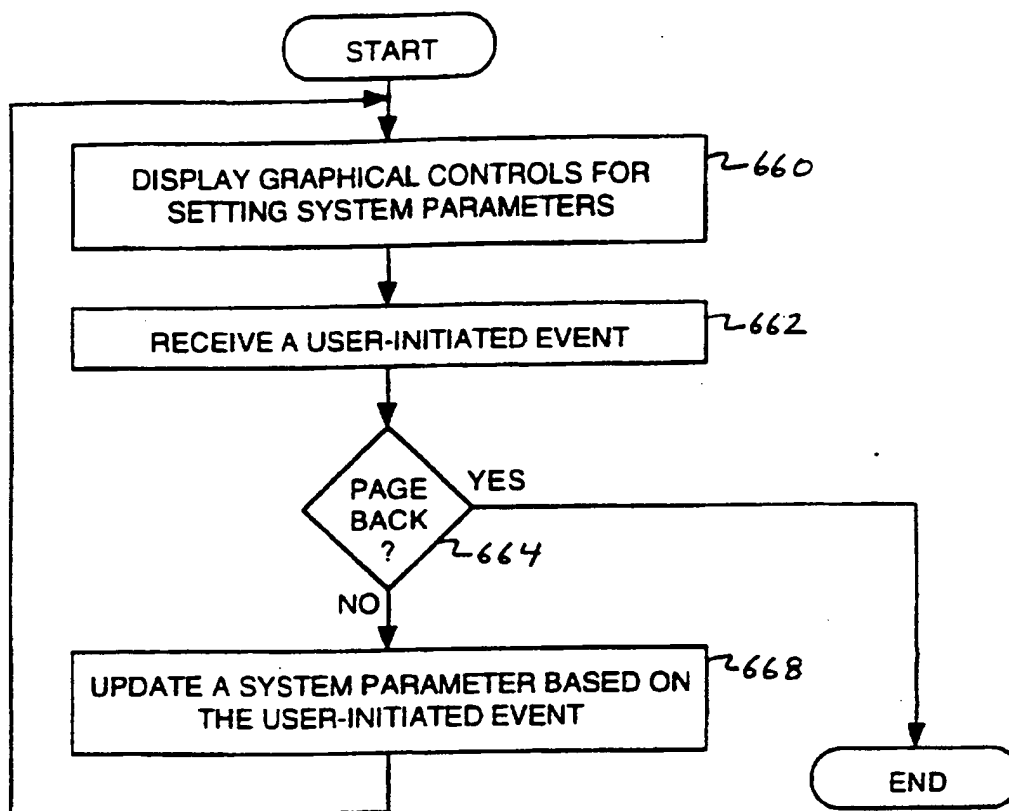 START
DISPLAY GRAPHICAL CONTROLS FOR
SETTING SYSTEM PARAMETERS
660
RECEIVE A USER-INITIATED EVENT
662
PAGE
BACK
?
YES
664
NO
UPDATE A SYSTEM PARAMETER BASED ON
THE USER-INITIATED EVENT
668
END